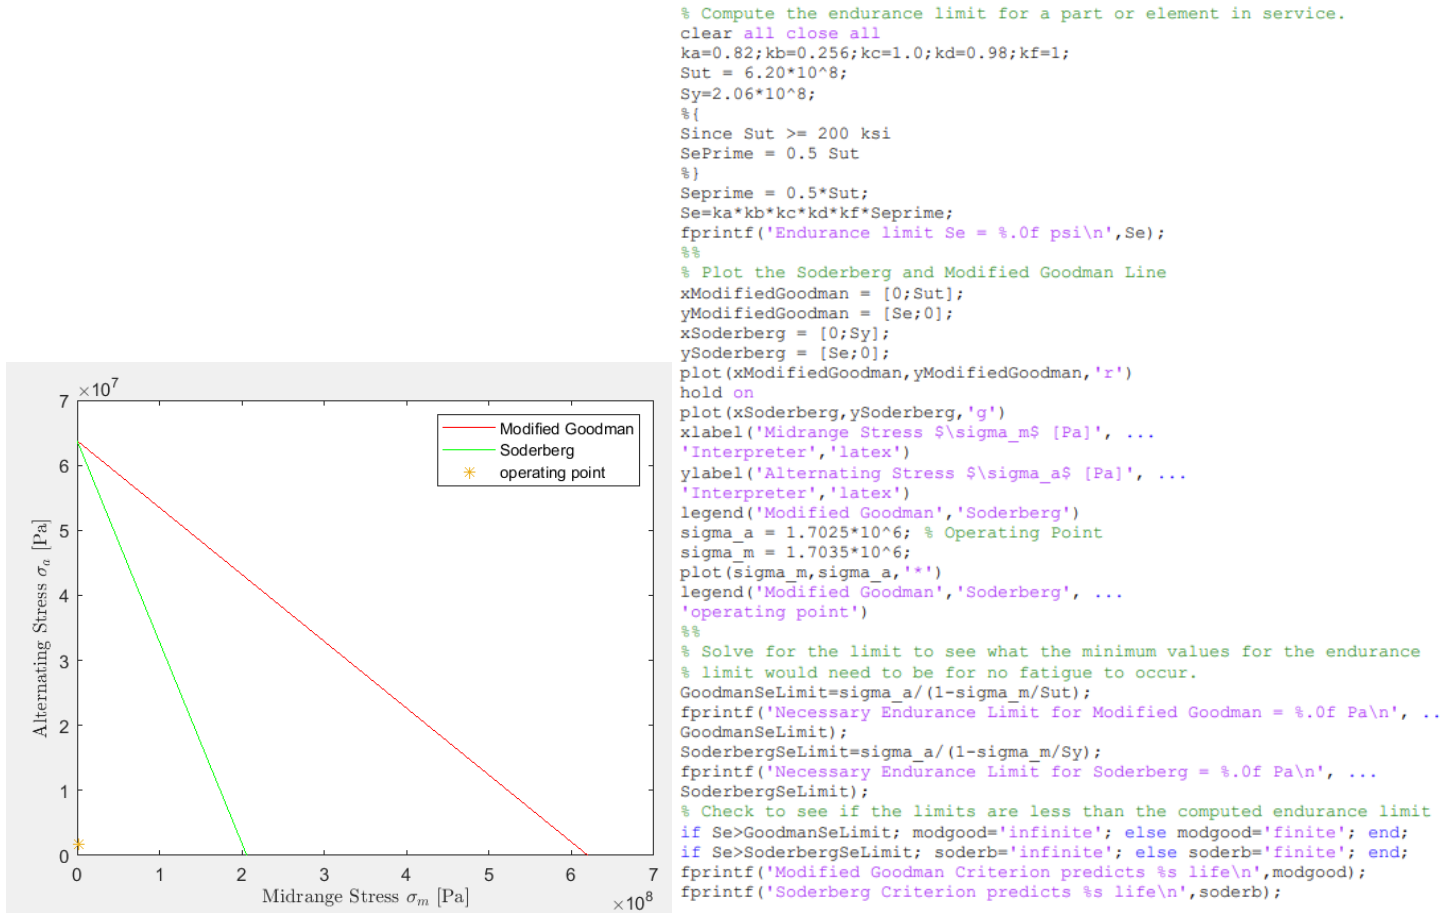 % Compute the endurance limit for a part or element in service.
clear all close all
ka=0.82;kb=0.256;kc=1.0;kd=0.98;kf=1;
Sut = 6.20*10^8;
Sy=2.06*10^8;
%{
Since Sut >= 200 ksi
SePrime = 0.5 Sut
%}
Seprime = 0.5*Sut;
Se=ka*kb*kc*kd*kf*Seprime;
fprintf('Endurance limit Se = %.0f psi\n',Se);
%%
% Plot the Soderberg and Modified Goodman Line
xModifiedGoodman = [0;Sut];
yModifiedGoodman = [Se;0];
xSoderberg = [0;Sy];
ySoderberg = [Se;0];
plot(xModifiedGoodman,yModifiedGoodman,'r')
hold on
plot(xSoderberg,ySoderberg,'g')
xlabel('Midrange Stress $\sigma_m$ [Pa]', ...
'Interpreter','latex')
ylabel('Alternating Stress $\sigma_a$ [Pa]', ...
'Interpreter','latex')
legend('Modified Goodman','Soderberg')
sigma_a = 1.7025*10^6; % Operating Point
sigma_m = 1.7035*10^6;
plot(sigma_m,sigma_a,'*')
legend('Modified Goodman','Soderberg', ...
'operating point')
%%
% Solve for the limit to see what the minimum values for the endurance
% limit would need to be for no fatigue to occur.
GoodmanSeLimit=sigma_a/(1-sigma_m/Sut);
fprintf('Necessary Endurance Limit for Modified Goodman = %.0f Pa\n', ..
GoodmanSeLimit);
SoderbergSeLimit=sigma_a/(1-sigma_m/Sy);
fprintf('Necessary Endurance Limit for Soderberg = %.0f Pa\n', ...
SoderbergSeLimit);
% Check to see if the limits are less than the computed endurance limit
if Se>GoodmanSeLimit; modgood='infinite'; else modgood='finite'; end;
if Se>SoderbergSeLimit; soderb='infinite'; else soderb='finite'; end;
fprintf('Modified Goodman Criterion predicts %s life\n',modgood);
fprintf('Soderberg Criterion predicts %s life\n',soderb);
×10^7
7
6
5
4
3
2
1
0
Alternating Stress σ_a [Pa]
Modified Goodman
Soderberg
operating point
0 1 2 3 4 5 6 7
Midrange Stress σ_m [Pa]
×10^8